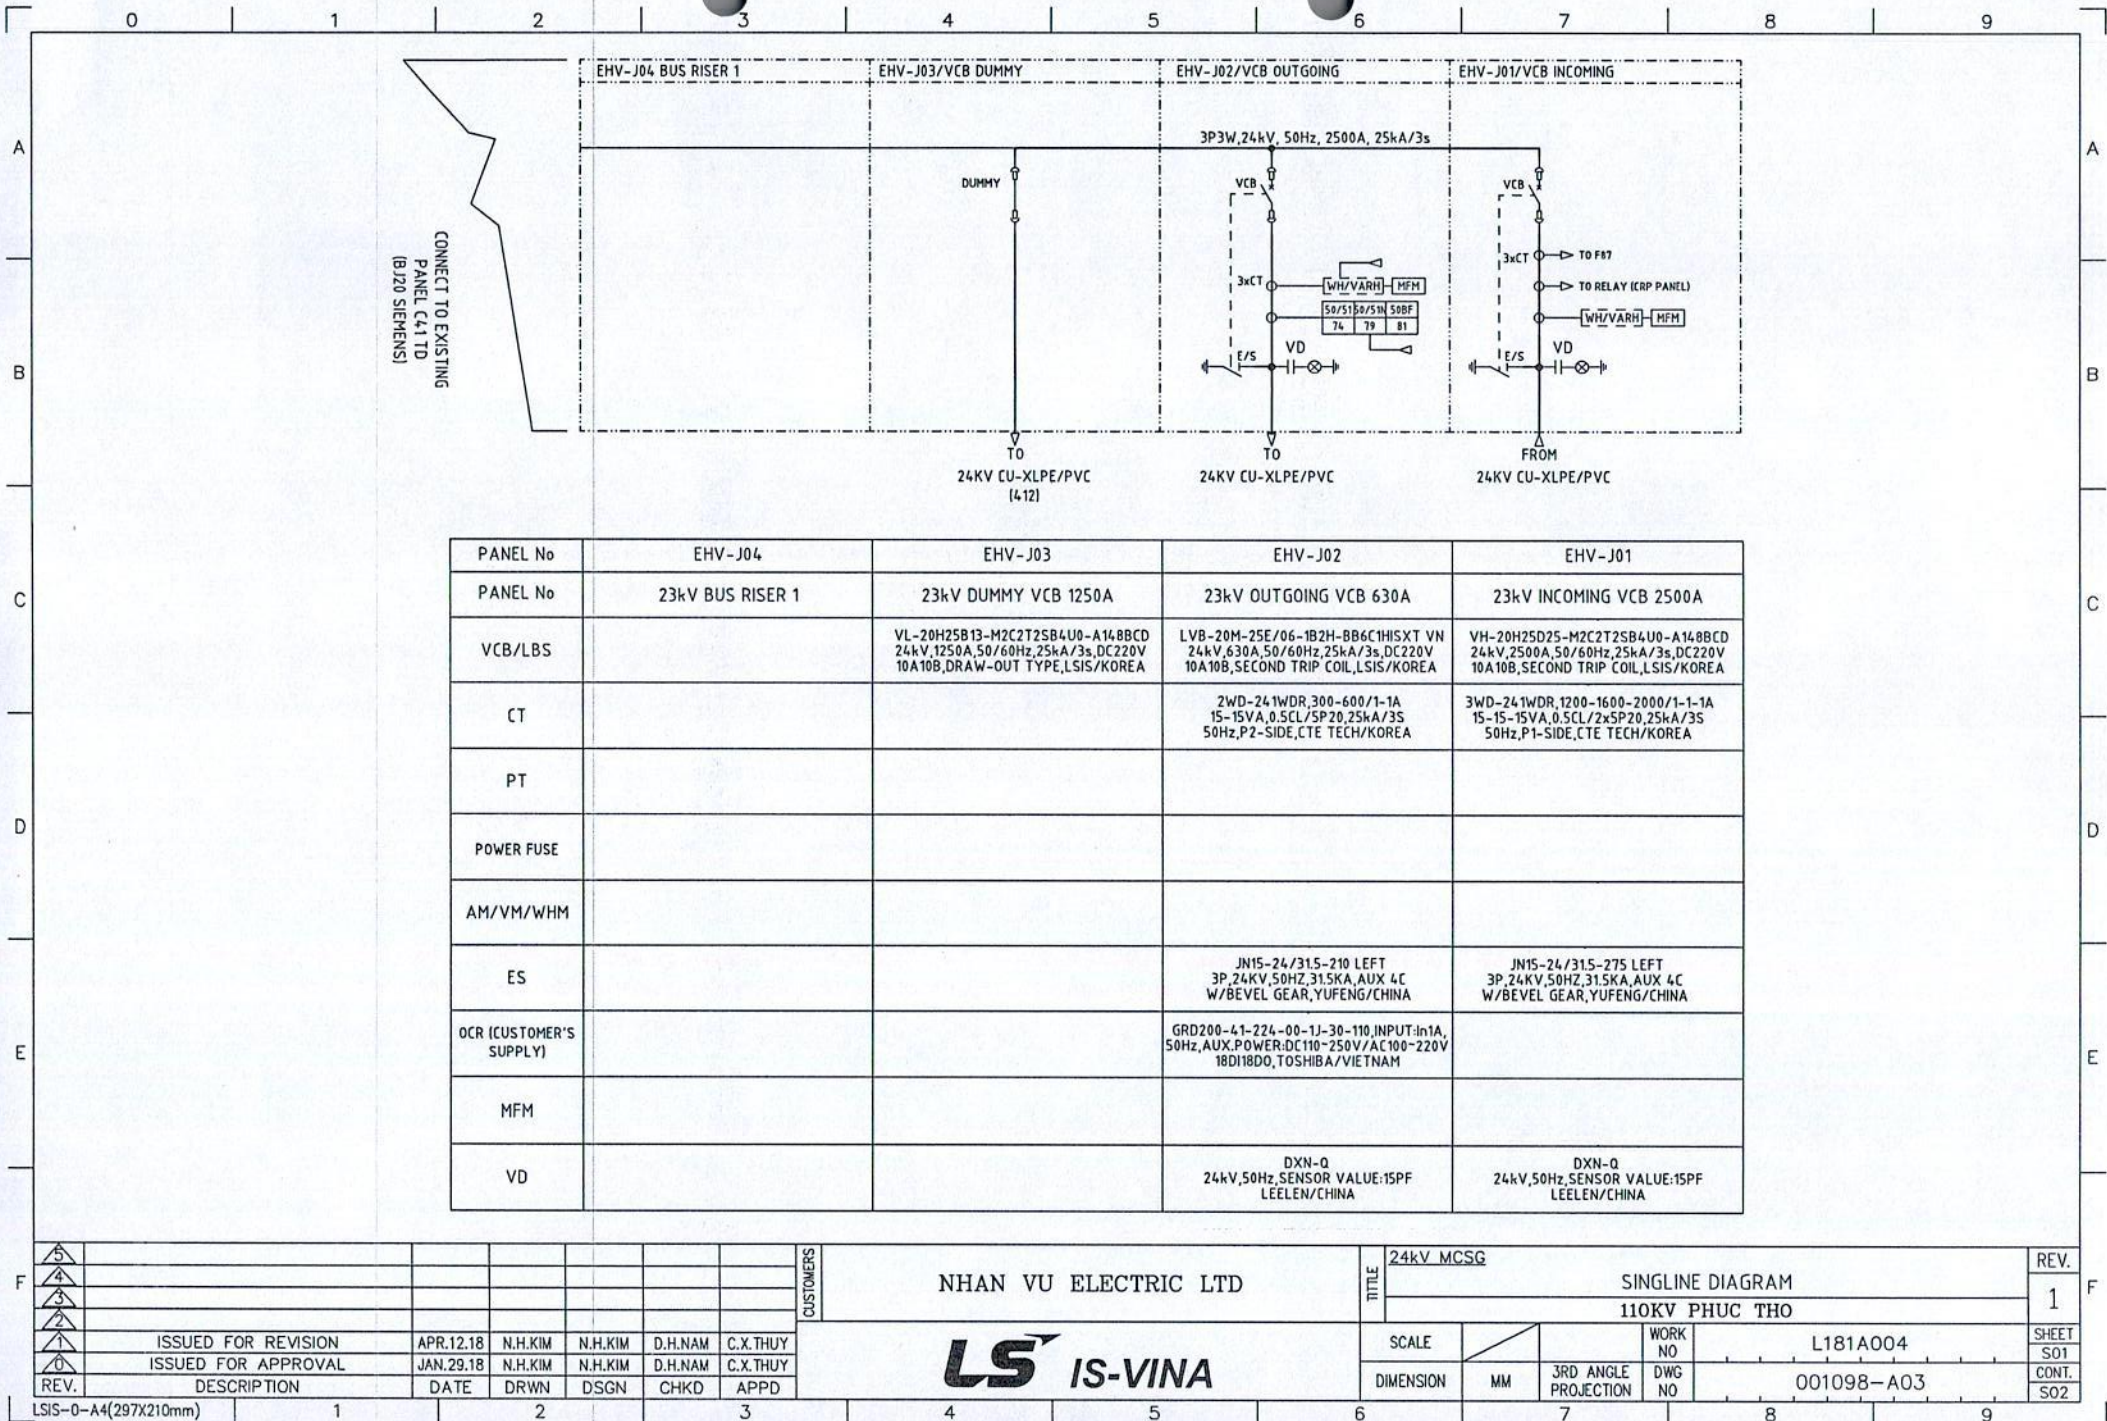 0 1 2 3 4 5 6 7 8 9
EHV-J04 BUS RISER 1
EHV-J03/VCB DUMMY
EHV-J02/VCB OUTGOING
EHV-J01/VCB INCOMING
A
A
3P3W,24kV, 50Hz, 2500A, 25kA/3s
DUMMY
VCB
VCB
CONNECT TO EXISTING
PANEL C41 TD
(BJ20 SIEMENS)
3xCT
WH/VARH
MFM
50/51 50/51N 50BF
74 79 81
E/S
VD
3xCT
TO F87
TO RELAY (CRP PANEL)
WH/VARH
MFM
E/S
VD
B
B
TO
24KV CU-XLPE/PVC
(412)
TO
24KV CU-XLPE/PVC
FROM
24KV CU-XLPE/PVC
PANEL No
EHV-J04
EHV-J03
EHV-J02
EHV-J01
C
C
PANEL No
23kV BUS RISER 1
23kV DUMMY VCB 1250A
23kV OUTGOING VCB 630A
23kV INCOMING VCB 2500A
VCB/LBS
VL-20H25B13-M2C2T2SB4U0-A148BCD
24kV,1250A,50/60Hz,25kA/3s,DC220V
10A10B,DRAW-OUT TYPE,LSIS/KOREA
LVB-20M-25E/06-1B2H-BB6C1HISXT VN
24kV,630A,50/60Hz,25kA/3s,DC220V
10A10B,SECOND TRIP COIL,LSIS/KOREA
VH-20H25D25-M2C2T2SB4U0-A148BCD
24kV,2500A,50/60Hz,25kA/3s,DC220V
10A10B,SECOND TRIP COIL,LSIS/KOREA
CT
2WD-241WDR,300-600/1-1A
15-15VA,0.5CL/5P20,25kA/3S
50Hz,P2-SIDE,CTE TECH/KOREA
3WD-241WDR,1200-1600-2000/1-1-1A
15-15-15VA,0.5CL/2x5P20,25kA/3S
50Hz,P1-SIDE,CTE TECH/KOREA
PT
D
D
POWER FUSE
AM/VM/WHM
ES
JN15-24/31.5-210 LEFT
3P,24KV,50HZ,31.5KA,AUX 4C
W/BEVEL GEAR,YUFENG/CHINA
JN15-24/31.5-275 LEFT
3P,24KV,50HZ,31.5KA,AUX 4C
W/BEVEL GEAR,YUFENG/CHINA
E
E
OCR (CUSTOMER'S
SUPPLY)
GRD200-41-224-00-1J-30-110,INPUT:In1A,
50Hz,AUX.POWER:DC110~250V/AC100~220V
18DI18DO,TOSHIBA/VIETNAM
MFM
VD
DXN-Q
24kV,50Hz,SENSOR VALUE:15PF
LEELEN/CHINA
DXN-Q
24kV,50Hz,SENSOR VALUE:15PF
LEELEN/CHINA
F
F
5
4
3
2
1 ISSUED FOR REVISION APR.12.18 N.H.KIM N.H.KIM D.H.NAM C.X.THUY
0 ISSUED FOR APPROVAL JAN.29.18 N.H.KIM N.H.KIM D.H.NAM C.X.THUY
REV. DESCRIPTION DATE DRWN DSGN CHKD APPD
CUSTOMERS
NHAN VU ELECTRIC LTD
LS IS-VINA
TITLE
24kV MCSG
SINGLINE DIAGRAM
110KV PHUC THO
REV.
1
SCALE
WORK
NO
L181A004
SHEET
S01
DIMENSION
MM
3RD ANGLE
PROJECTION
DWG
NO
001098-A03
CONT.
S02
LSIS-0-A4(297X210mm)
1 2 3 4 5 6 7 8 9